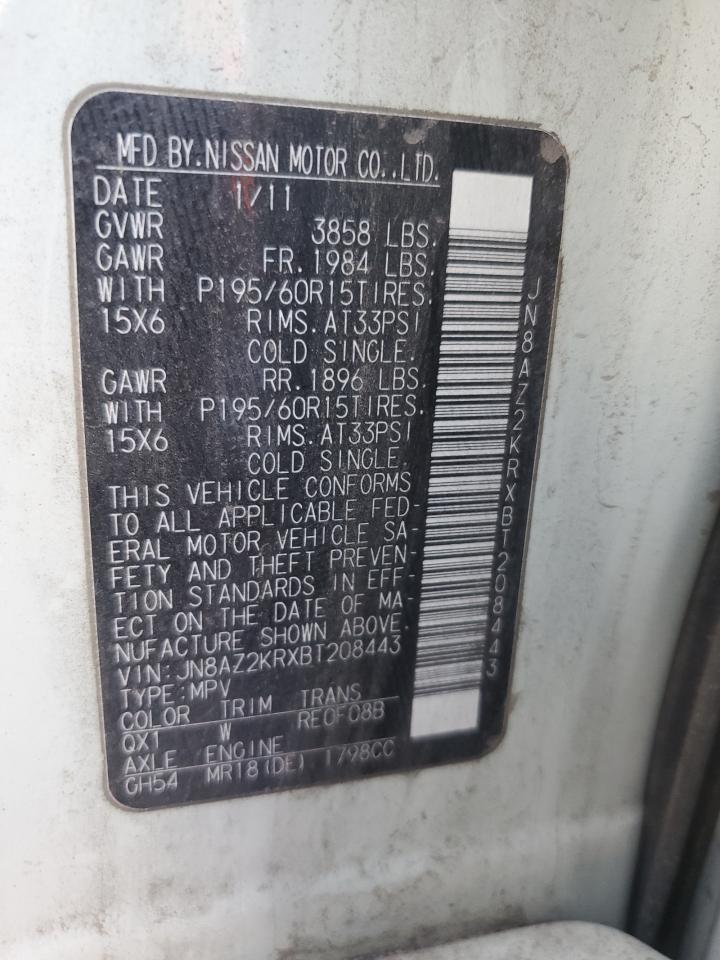 MFD BY.NISSAN MOTOR CO.,LTD.
DATE 1/11
GVWR 3858 LBS.
GAWR FR. 1984 LBS.
WITH P195/60R15TIRES.
15X6 RIMS. AT33PSI
COLD SINGLE.
GAWR RR. 1896 LBS.
WITH P195/60R15TIRES.
15X6 RIMS. AT33PSI
COLD SINGLE.
THIS VEHICLE CONFORMS
TO ALL APPLICABLE FED-
ERAL MOTOR VEHICLE SA-
FETY AND THEFT PREVEN-
TION STANDARDS IN EFF-
ECT ON THE DATE OF MA-
NUFACTURE SHOWN ABOVE.
VIN:JN8AZ2KRXBT208443
TYPE:MPV
COLOR TRIM TRANS
QX1 W RE0F08B
AXLE ENGINE
GH54 MR18(DE) 1798CC
JN8AZ2KRXBT208443